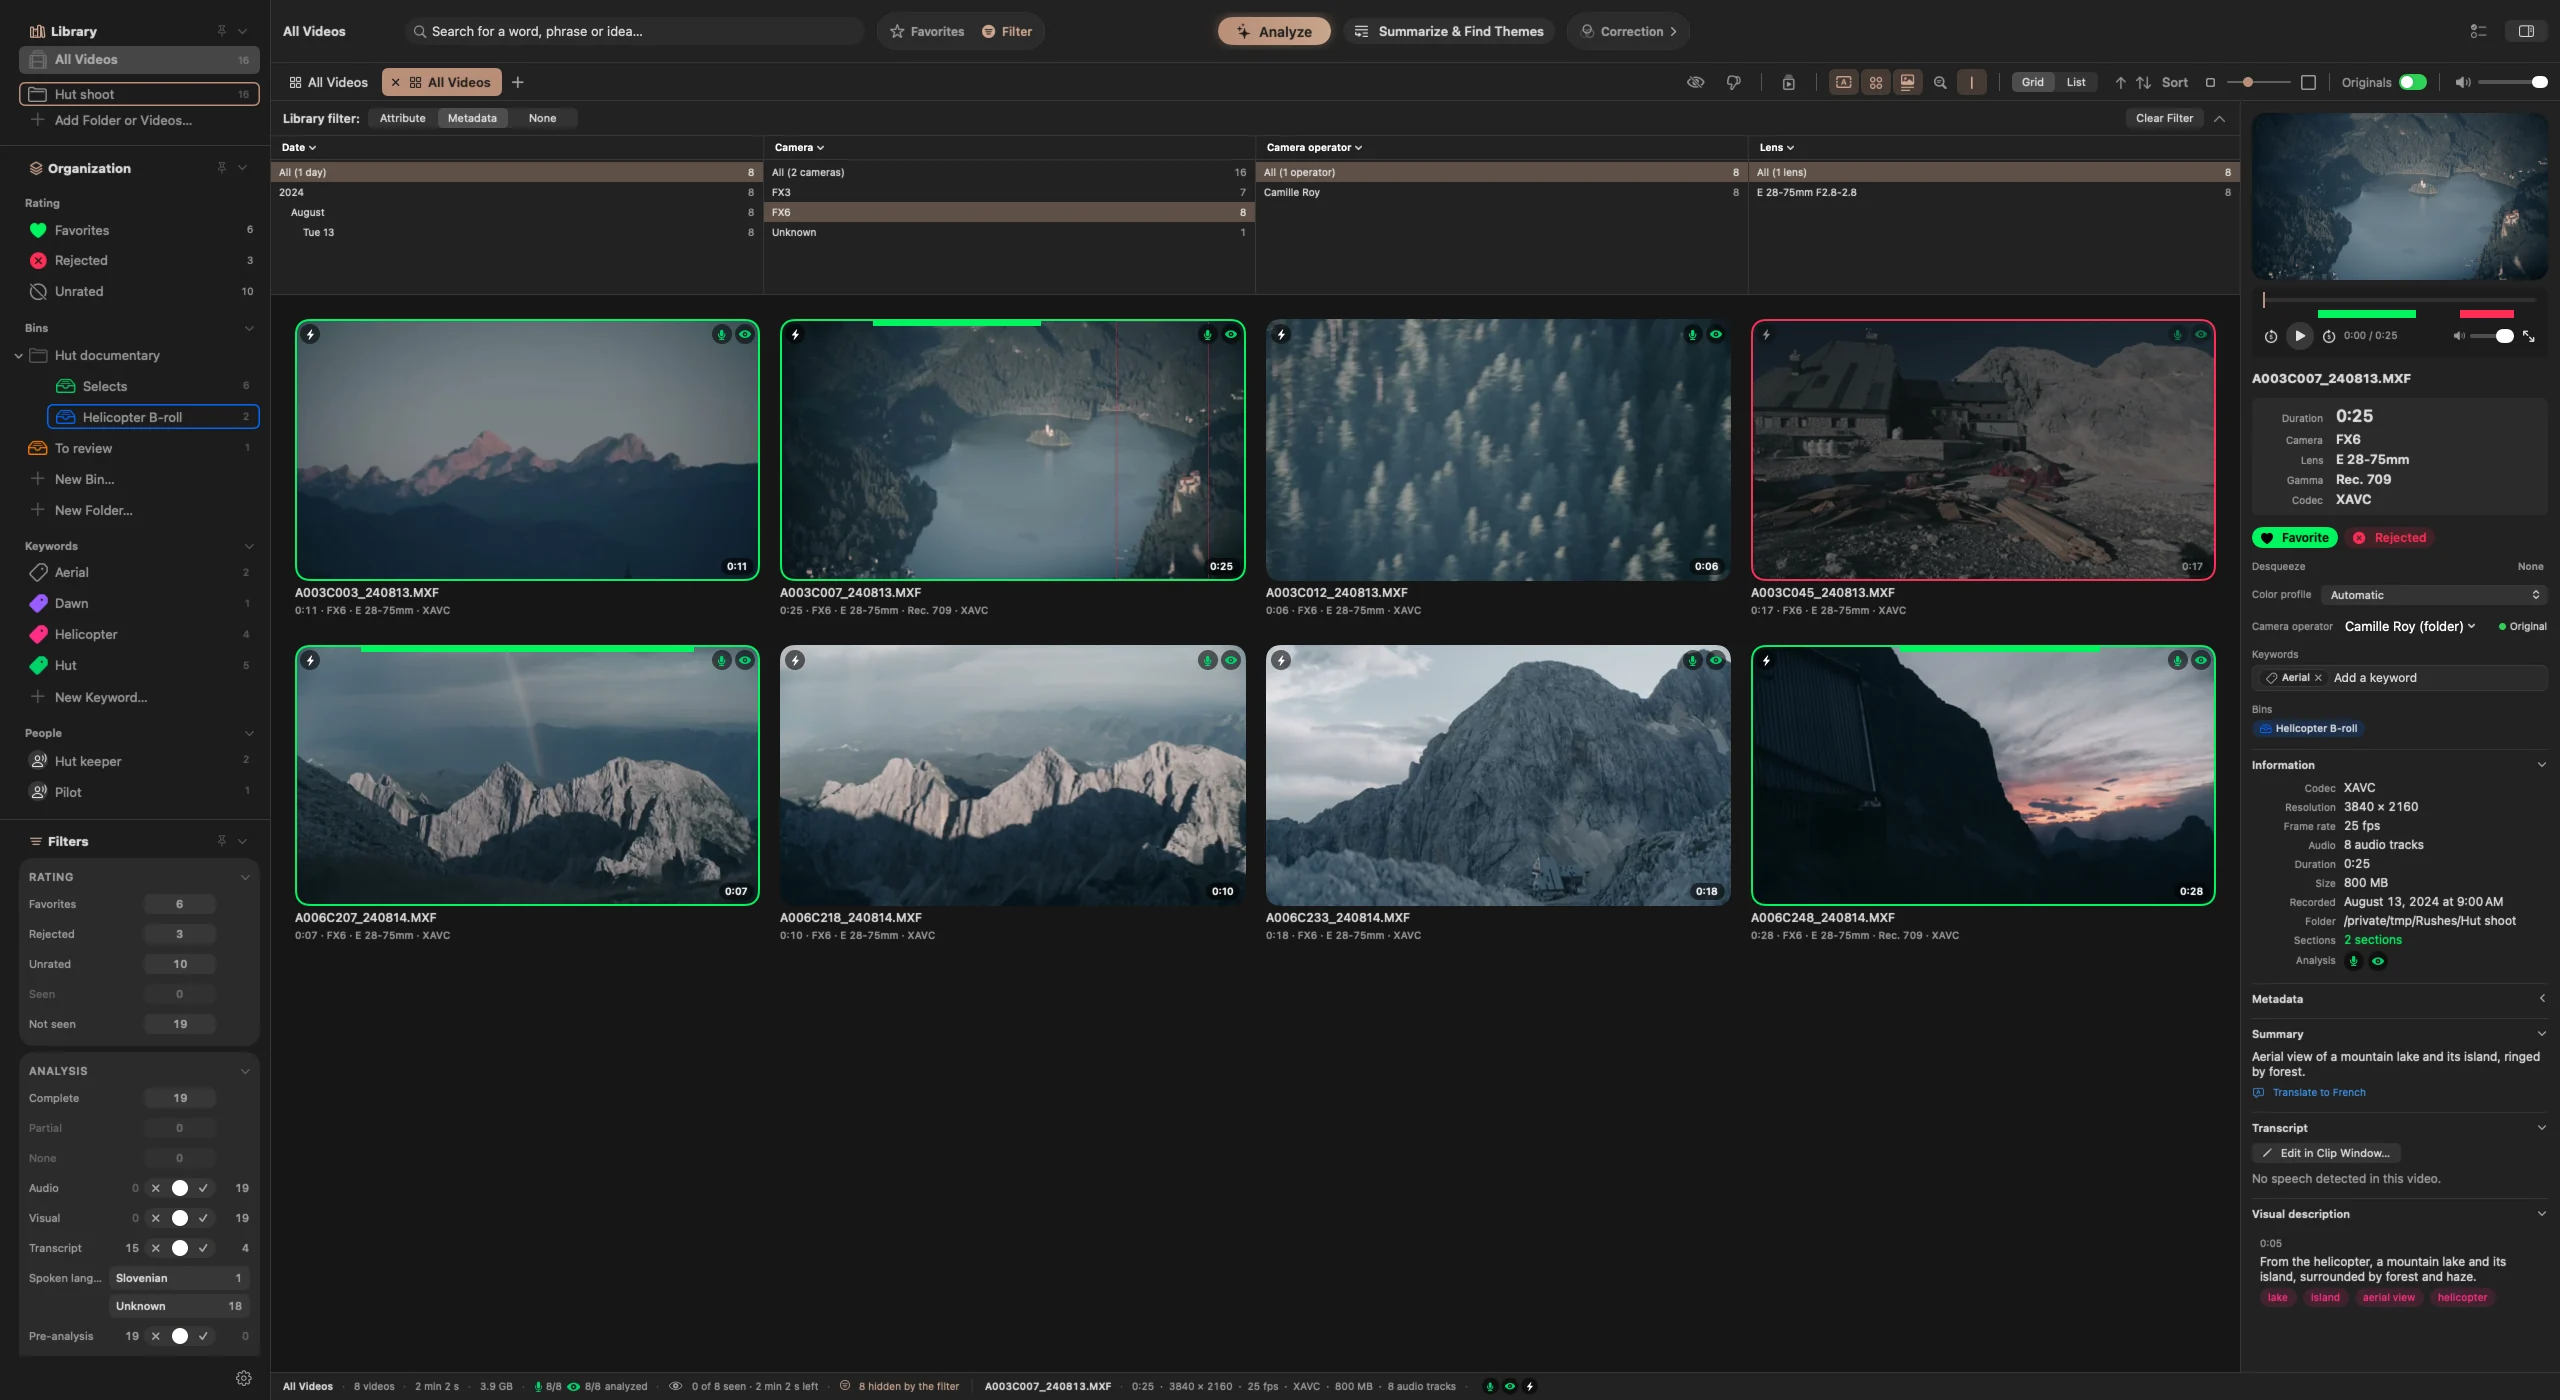 Library
All Videos 16
Hut shoot 16
Add Folder or Videos...
Organization
Rating
Favorites 6
Rejected 3
Unrated 10
Bins
Hut documentary
Selects 6
Helicopter B-roll 2
To review 1
New Bin...
New Folder...
Keywords
Aerial 2
Dawn 1
Helicopter 4
Hut 5
New Keyword...
People
Hut keeper 2
Pilot 1
Filters
RATING
Favorites 6
Rejected 3
Unrated 10
Seen 0
Not seen 19
ANALYSIS
Complete 19
Partial 0
None 0
Audio 0 19
Visual 0 19
Transcript 15 4
Spoken lang... Slovenian 1
Unknown 18
Pre-analysis 19 0
All Videos
Search for a word, phrase or idea...
Favorites Filter
Analyze
Summarize & Find Themes
Correction
All Videos
All Videos
Grid List
Sort
Originals
Library filter: Attribute Metadata None
Clear Filter
Date
All (1 day) 8
2024 8
August 8
Tue 13 8
Camera
All (2 cameras) 16
FX3 7
FX6 8
Unknown 1
Camera operator
All (1 operator) 8
Camille Roy 8
Lens
All (1 lens) 8
E 28-75mm F2.8-2.8 8
0:11
A003C003_240813.MXF
0:11 · FX6 · E 28-75mm · XAVC
0:25
A003C007_240813.MXF
0:25 · FX6 · E 28-75mm · Rec. 709 · XAVC
0:06
A003C012_240813.MXF
0:06 · FX6 · E 28-75mm · XAVC
0:17
A003C045_240813.MXF
0:17 · FX6 · E 28-75mm · XAVC
0:07
A006C207_240814.MXF
0:07 · FX6 · E 28-75mm · XAVC
0:10
A006C218_240814.MXF
0:10 · FX6 · E 28-75mm · XAVC
0:18
A006C233_240814.MXF
0:18 · FX6 · E 28-75mm · XAVC
0:28
A006C248_240814.MXF
0:28 · FX6 · E 28-75mm · Rec. 709 · XAVC
0:00 / 0:25
A003C007_240813.MXF
Duration 0:25
Camera FX6
Lens E 28-75mm
Gamma Rec. 709
Codec XAVC
Favorite Rejected
Desqueeze None
Color profile Automatic
Camera operator Camille Roy (folder) Original
Keywords
Aerial Add a keyword
Bins
Helicopter B-roll
Information
Codec XAVC
Resolution 3840 × 2160
Frame rate 25 fps
Audio 8 audio tracks
Duration 0:25
Size 800 MB
Recorded August 13, 2024 at 9:00 AM
Folder /private/tmp/Rushes/Hut shoot
Sections 2 sections
Analysis
Metadata
Summary
Aerial view of a mountain lake and its island, ringed
by forest.
Translate to French
Transcript
Edit in Clip Window...
No speech detected in this video.
Visual description
0:05
From the helicopter, a mountain lake and its
island, surrounded by forest and haze.
lake island aerial view helicopter
All Videos · 8 videos · 2 min 2 s · 3.9 GB · 8/8 8/8 analyzed · 0 of 8 seen · 2 min 2 s left · 8 hidden by the filter
A003C007_240813.MXF · 0:25 · 3840 × 2160 · 25 fps · XAVC · 800 MB · 8 audio tracks